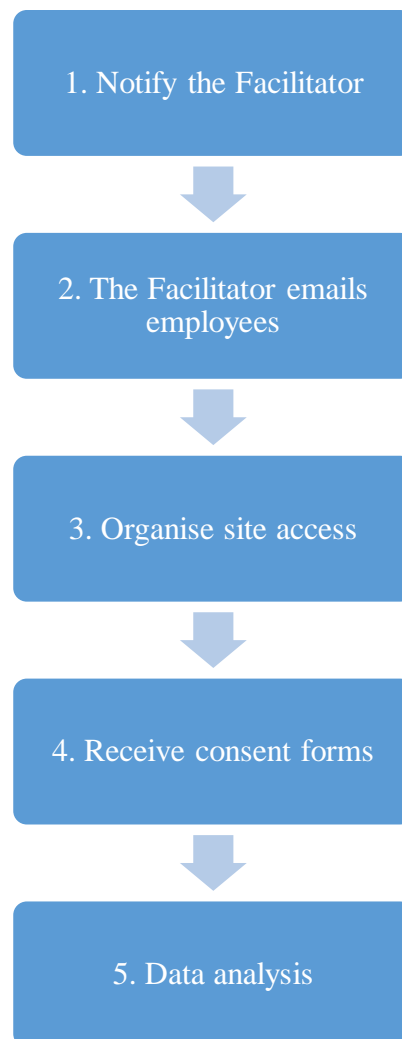 1. Notify the Facilitator
2. The Facilitator emails
employees
3. Organise site access
4. Receive consent forms
5. Data analysis